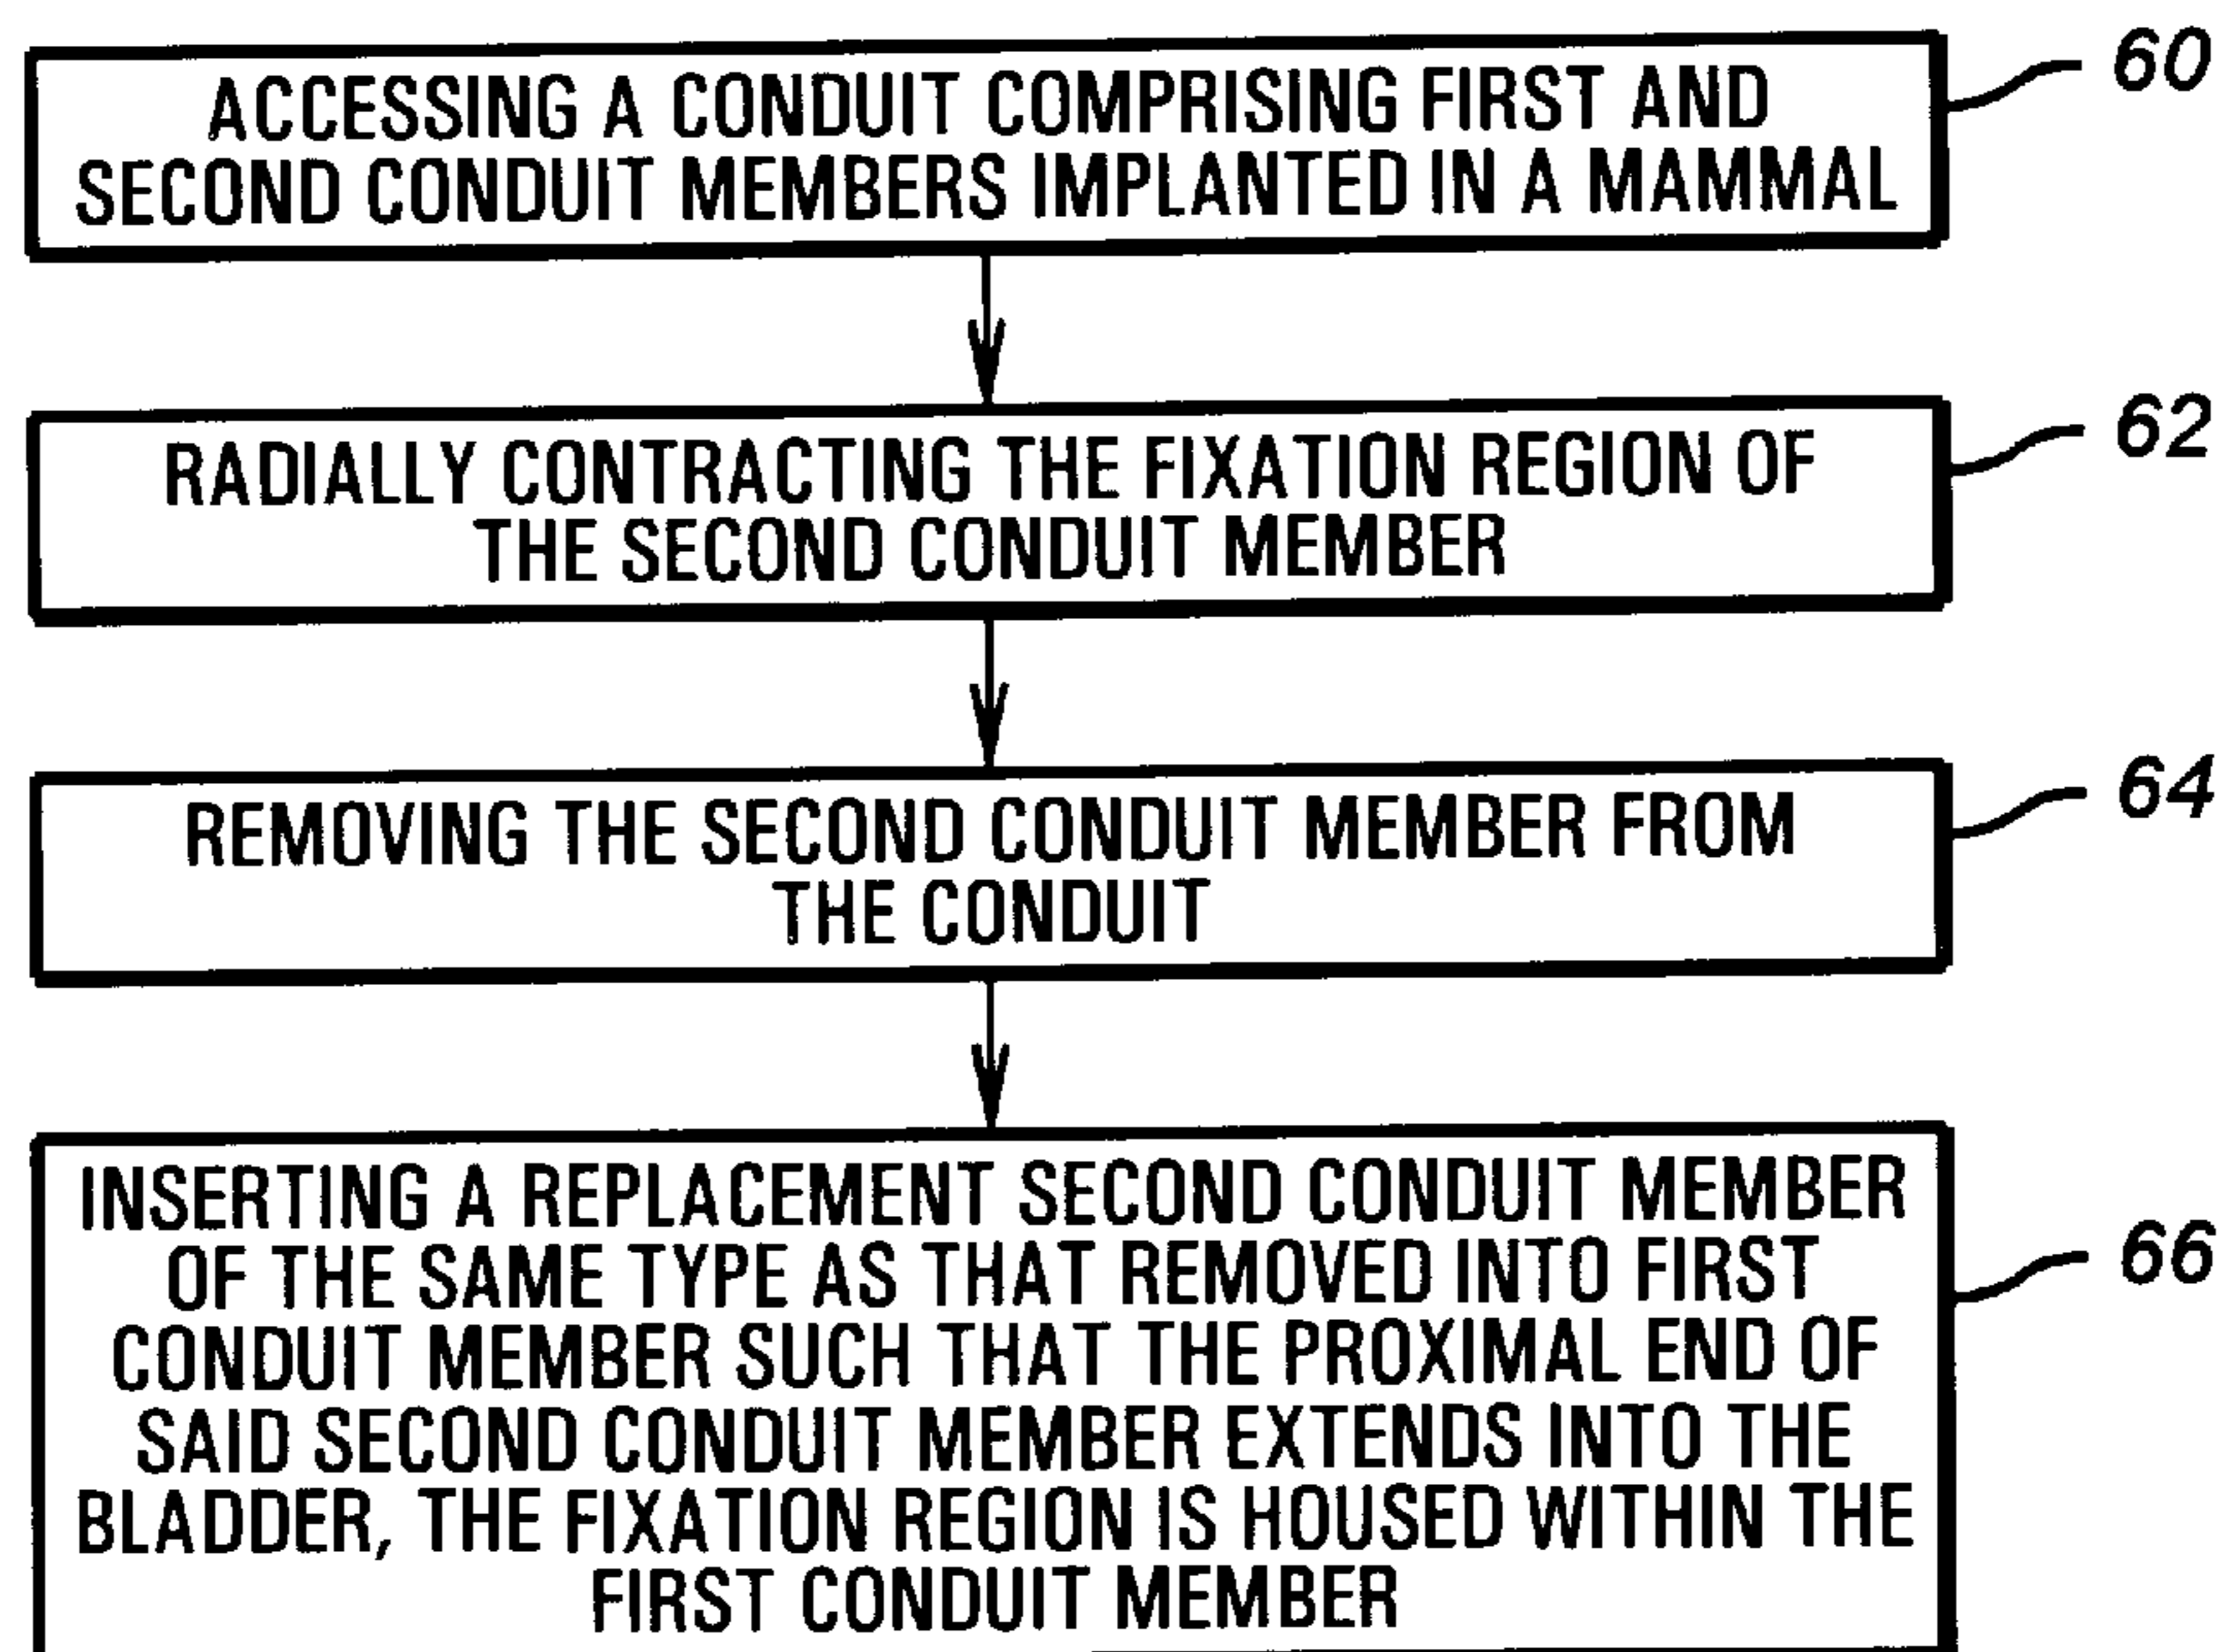 ACCESSING A CONDUIT COMPRISING FIRST AND
SECOND CONDUIT MEMBERS IMPLANTED IN A MAMMAL
60
RADIALLY CONTRACTING THE FIXATION REGION OF
THE SECOND CONDUIT MEMBER
62
REMOVING THE SECOND CONDUIT MEMBER FROM
THE CONDUIT
64
INSERTING A REPLACEMENT SECOND CONDUIT MEMBER
OF THE SAME TYPE AS THAT REMOVED INTO FIRST
CONDUIT MEMBER SUCH THAT THE PROXIMAL END OF
SAID SECOND CONDUIT MEMBER EXTENDS INTO THE
BLADDER, THE FIXATION REGION IS HOUSED WITHIN THE
FIRST CONDUIT MEMBER
66